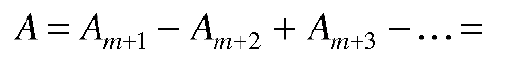 A = A_{m+1} − A_{m+2} + A_{m+3} − … =